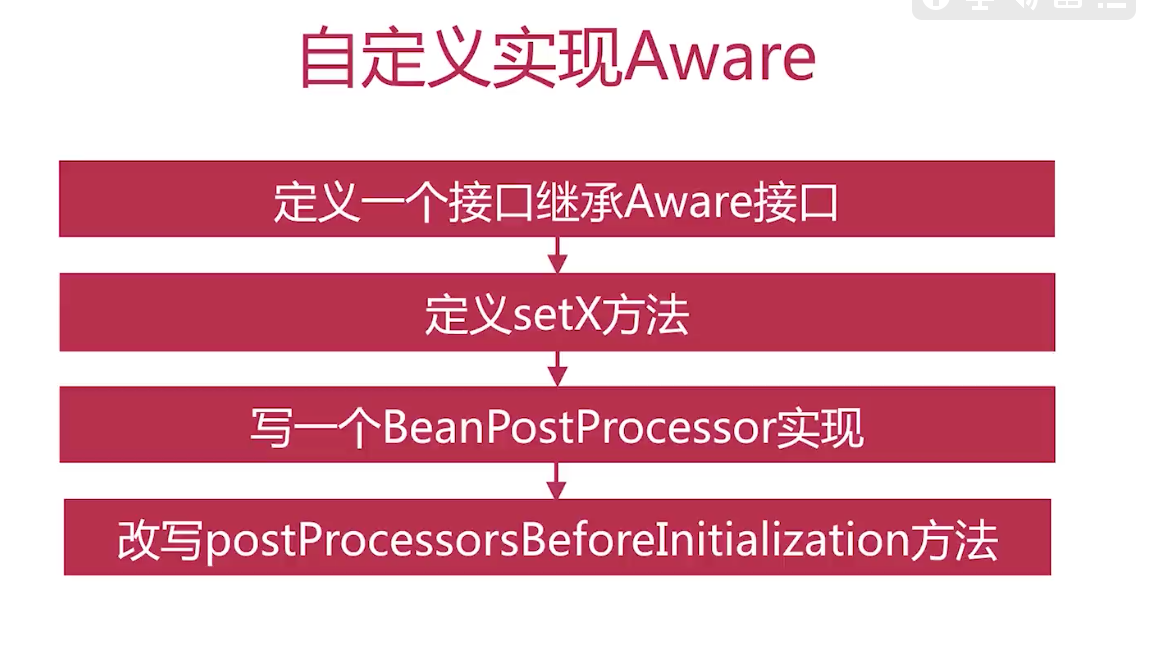 自定义实现Aware
定义一个接口继承Aware接口
定义setX方法
写一个BeanPostProcessor实现
改写postProcessorsBeforeInitialization方法